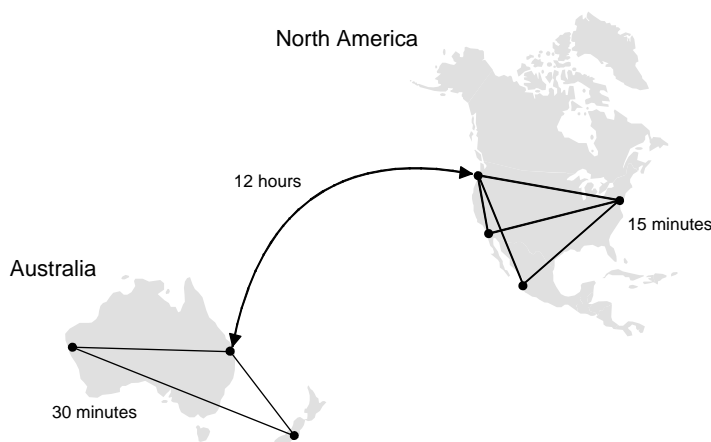 North America
12 hours
15 minutes
Australia
30 minutes